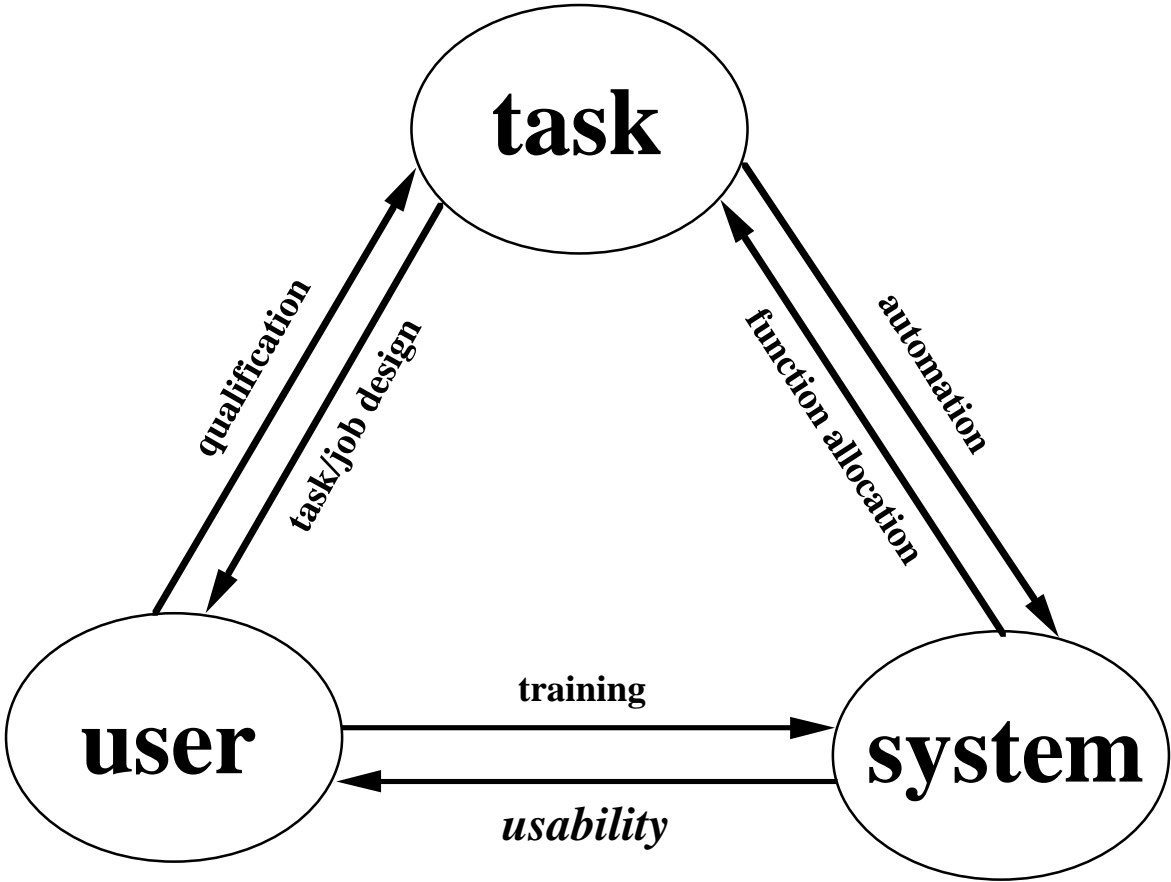 task
qualification
task/job design
function allocation
automation
user
training
system
usability